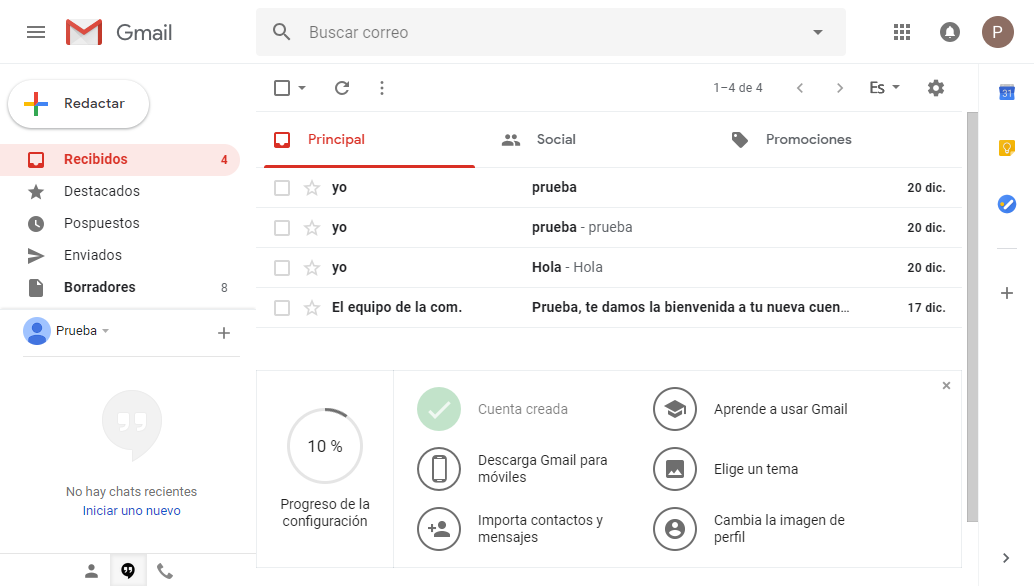 Gmail
Buscar correo
P
Redactar
1–4 de 4
Es
31
Recibidos 4
Destacados
Pospuestos
Enviados
Borradores 8
Principal
Social
Promociones
yo prueba 20 dic.
yo prueba - prueba 20 dic.
yo Hola - Hola 20 dic.
El equipo de la com. Prueba, te damos la bienvenida a tu nueva cuen... 17 dic.
Prueba
No hay chats recientes
Iniciar uno nuevo
10 %
Progreso de la
configuración
Cuenta creada
Descarga Gmail para
móviles
Importa contactos y
mensajes
Aprende a usar Gmail
Elige un tema
Cambia la imagen de
perfil